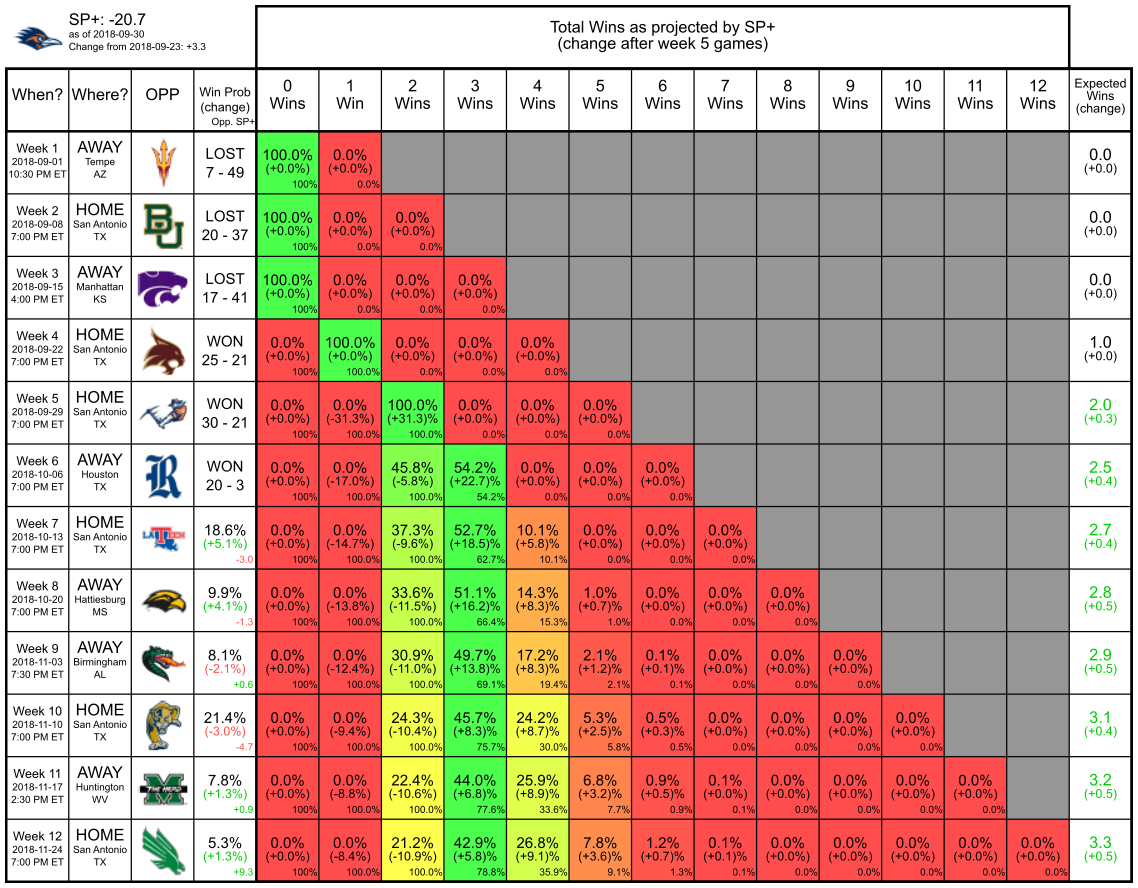 SP+: -20.7
as of 2018-09-30
Change from 2018-09-23: +3.3
Total Wins as projected by SP+
(change after week 5 games)
When? Where? OPP Win Prob (change) Opp. SP+ 0 Wins 1 Win 2 Wins 3 Wins 4 Wins 5 Wins 6 Wins 7 Wins 8 Wins 9 Wins 10 Wins 11 Wins 12 Wins Expected Wins (change)
Week 1 AWAY LOST 100.0% 0.0% 0.0
2018-09-01 Tempe 7 - 49 (+0.0%) (+0.0%) (+0.0)
10:30 PM ET AZ 100% 0.0%
Week 2 HOME BU LOST 100.0% 0.0% 0.0% 0.0
2018-09-08 San Antonio 20 - 37 (+0.0%) (+0.0%) (+0.0%) (+0.0)
7:00 PM ET TX 100% 0.0% 0.0%
Week 3 AWAY LOST 100.0% 0.0% 0.0% 0.0% 0.0
2018-09-15 Manhattan 17 - 41 (+0.0%) (+0.0%) (+0.0%) (+0.0%) (+0.0)
4:00 PM ET KS 100% 0.0% 0.0% 0.0%
Week 4 HOME WON 0.0% 100.0% 0.0% 0.0% 0.0% 1.0
2018-09-22 San Antonio 25 - 21 (+0.0%) (+0.0%) (+0.0%) (+0.0%) (+0.0%) (+0.0)
7:00 PM ET TX 100% 100.0% 0.0% 0.0% 0.0%
Week 5 HOME WON 0.0% 0.0% 100.0% 0.0% 0.0% 0.0% 2.0
2018-09-29 San Antonio 30 - 21 (+0.0%) (-31.3%) (+31.3)% (+0.0%) (+0.0%) (+0.0%) (+0.3)
7:00 PM ET TX 100% 100.0% 100.0% 0.0% 0.0% 0.0%
Week 6 AWAY R WON 0.0% 0.0% 45.8% 54.2% 0.0% 0.0% 0.0% 2.5
2018-10-06 Houston 20 - 3 (+0.0%) (-17.0%) (-5.8%) (+22.7)% (+0.0%) (+0.0%) (+0.0%) (+0.4)
7:00 PM ET TX 100% 100.0% 100.0% 54.2% 0.0% 0.0% 0.0%
Week 7 HOME LA TECH 18.6% 0.0% 0.0% 37.3% 52.7% 10.1% 0.0% 0.0% 0.0% 2.7
2018-10-13 San Antonio (+5.1%) (+0.0%) (-14.7%) (-9.6%) (+18.5)% (+5.8)% (+0.0%) (+0.0%) (+0.0%) (+0.4)
7:00 PM ET TX -3.0 100% 100.0% 100.0% 62.7% 10.1% 0.0% 0.0% 0.0%
Week 8 AWAY 9.9% 0.0% 0.0% 33.6% 51.1% 14.3% 1.0% 0.0% 0.0% 0.0% 2.8
2018-10-20 Hattiesburg (+4.1%) (+0.0%) (-13.8%) (-11.5%) (+16.2)% (+8.3)% (+0.7)% (+0.0%) (+0.0%) (+0.0%) (+0.5)
7:00 PM ET MS -1.3 100% 100.0% 100.0% 66.4% 15.3% 1.0% 0.0% 0.0% 0.0%
Week 9 AWAY 8.1% 0.0% 0.0% 30.9% 49.7% 17.2% 2.1% 0.1% 0.0% 0.0% 0.0% 2.9
2018-11-03 Birmingham (-2.1%) (+0.0%) (-12.4%) (-11.0%) (+13.8)% (+8.3)% (+1.2)% (+0.1)% (+0.0%) (+0.0%) (+0.0%) (+0.5)
7:30 PM ET AL +0.6 100% 100.0% 100.0% 69.1% 19.4% 2.1% 0.1% 0.0% 0.0% 0.0%
Week 10 HOME 21.4% 0.0% 0.0% 24.3% 45.7% 24.2% 5.3% 0.5% 0.0% 0.0% 0.0% 0.0% 3.1
2018-11-10 San Antonio (-3.0%) (+0.0%) (-9.4%) (-10.4%) (+8.3)% (+8.7)% (+2.5)% (+0.3)% (+0.0%) (+0.0%) (+0.0%) (+0.0%) (+0.4)
7:00 PM ET TX -4.7 100% 100.0% 100.0% 75.7% 30.0% 5.8% 0.5% 0.0% 0.0% 0.0% 0.0%
Week 11 AWAY M THE HERD 7.8% 0.0% 0.0% 22.4% 44.0% 25.9% 6.8% 0.9% 0.1% 0.0% 0.0% 0.0% 0.0% 3.2
2018-11-17 Huntington (+1.3%) (+0.0%) (-8.8%) (-10.6%) (+6.8)% (+8.9)% (+3.2)% (+0.5)% (+0.0%) (+0.0%) (+0.0%) (+0.0%) (+0.0%) (+0.5)
2:30 PM ET WV +0.9 100% 100.0% 100.0% 77.6% 33.6% 7.7% 0.9% 0.1% 0.0% 0.0% 0.0% 0.0%
Week 12 HOME 5.3% 0.0% 0.0% 21.2% 42.9% 26.8% 7.8% 1.2% 0.1% 0.0% 0.0% 0.0% 0.0% 0.0% 3.3
2018-11-24 San Antonio (+1.3%) (+0.0%) (-8.4%) (-10.9%) (+5.8)% (+9.1)% (+3.6)% (+0.7)% (+0.1)% (+0.0%) (+0.0%) (+0.0%) (+0.0%) (+0.0%) (+0.5)
7:00 PM ET TX +9.3 100% 100.0% 100.0% 78.8% 35.9% 9.1% 1.3% 0.1% 0.0% 0.0% 0.0% 0.0% 0.0%